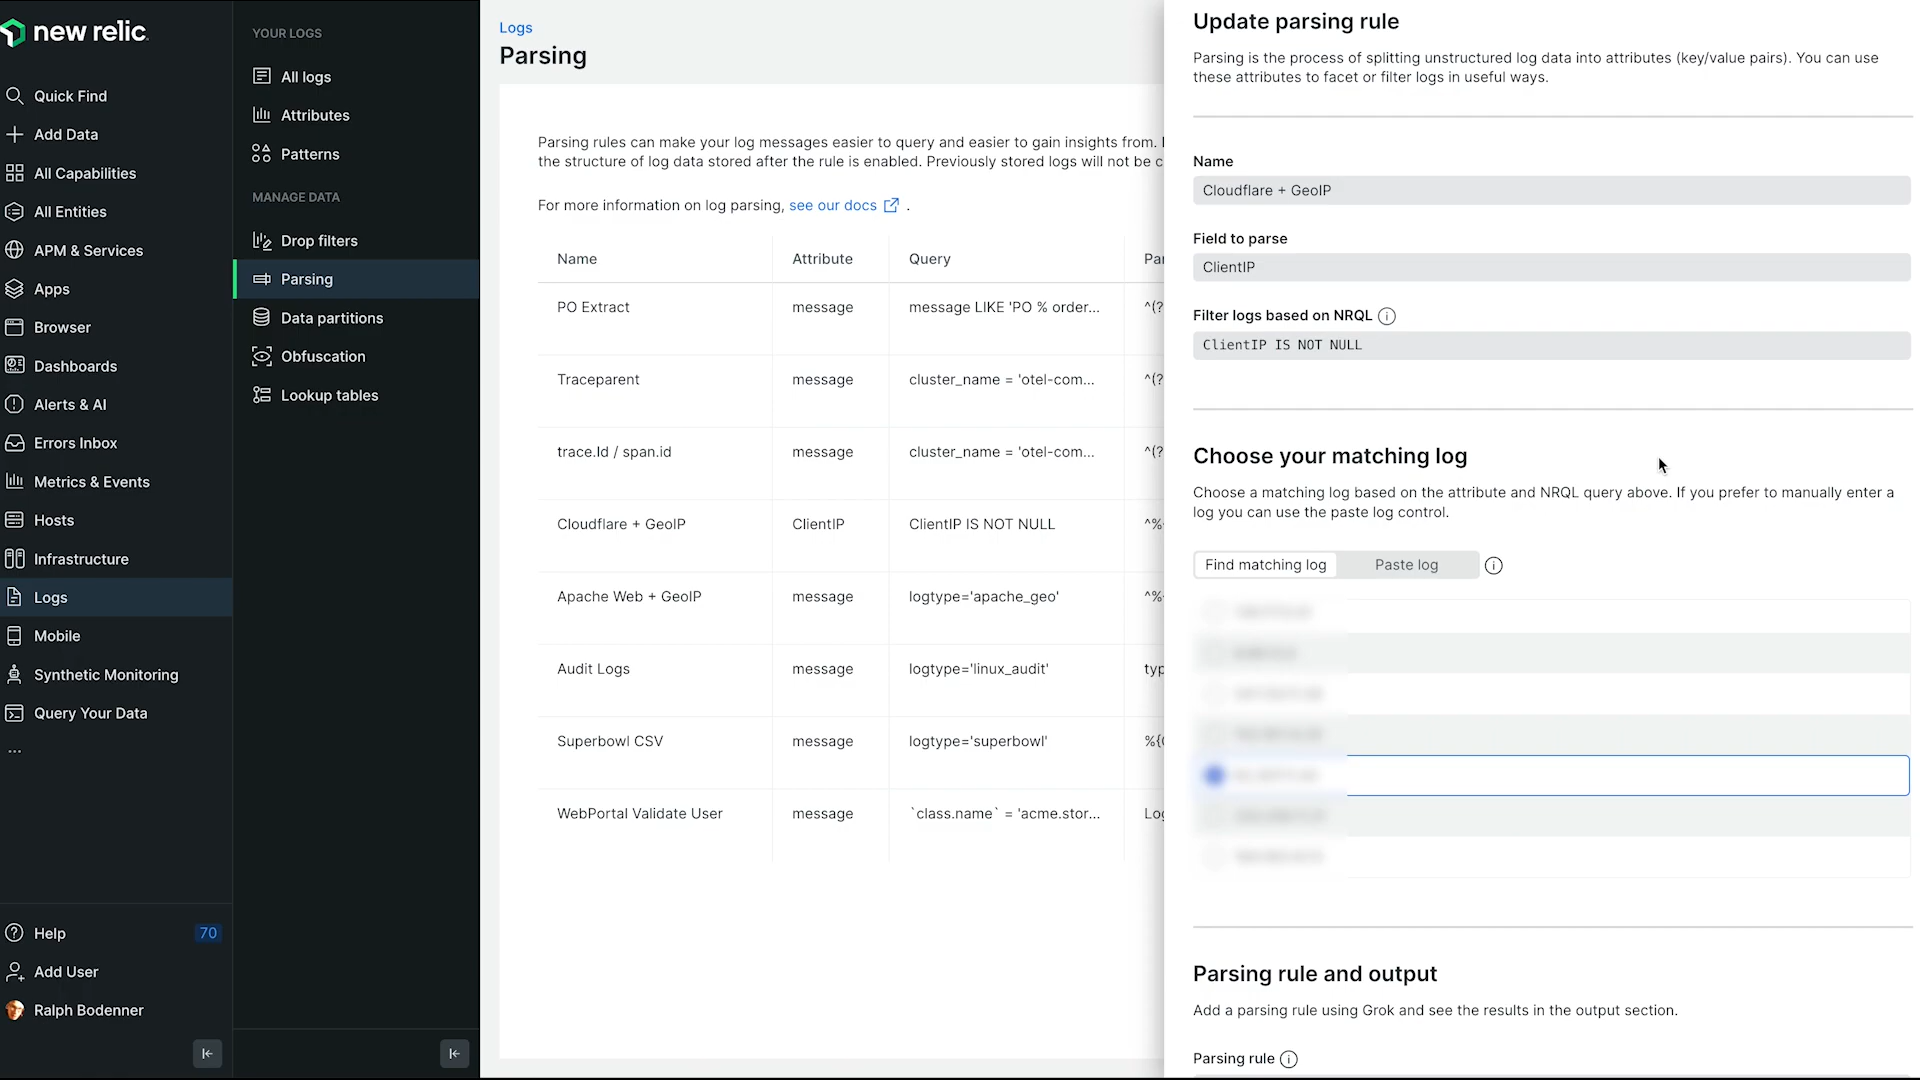 new relic
Quick Find
Add Data
All Capabilities
All Entities
APM & Services
Apps
Browser
Dashboards
Alerts & AI
Errors Inbox
Metrics & Events
Hosts
Infrastructure
Logs
Mobile
Synthetic Monitoring
Query Your Data
...
Help 70
Add User
Ralph Bodenner
YOUR LOGS
All logs
Attributes
Patterns
MANAGE DATA
Drop filters
Parsing
Data partitions
Obfuscation
Lookup tables
Logs
Parsing
Parsing rules can make your log messages easier to query and easier to gain insights from.
the structure of log data stored after the rule is enabled. Previously stored logs will not be c
For more information on log parsing, see our docs .
Name Attribute Query Par
PO Extract message message LIKE 'PO % order... ^(?
Traceparent message cluster_name = 'otel-com... ^(?
trace.Id / span.id message cluster_name = 'otel-com... ^(?
Cloudflare + GeoIP ClientIP ClientIP IS NOT NULL ^%
Apache Web + GeoIP message logtype='apache_geo' ^%
Audit Logs message logtype='linux_audit' typ
Superbowl CSV message logtype='superbowl' %{
WebPortal Validate User message `class.name` = 'acme.stor... Log
Update parsing rule
Parsing is the process of splitting unstructured log data into attributes (key/value pairs). You can use
these attributes to facet or filter logs in useful ways.
Name
Cloudflare + GeoIP
Field to parse
ClientIP
Filter logs based on NRQL
ClientIP IS NOT NULL
Choose your matching log
Choose a matching log based on the attribute and NRQL query above. If you prefer to manually enter a
log you can use the paste log control.
Find matching log Paste log
Parsing rule and output
Add a parsing rule using Grok and see the results in the output section.
Parsing rule